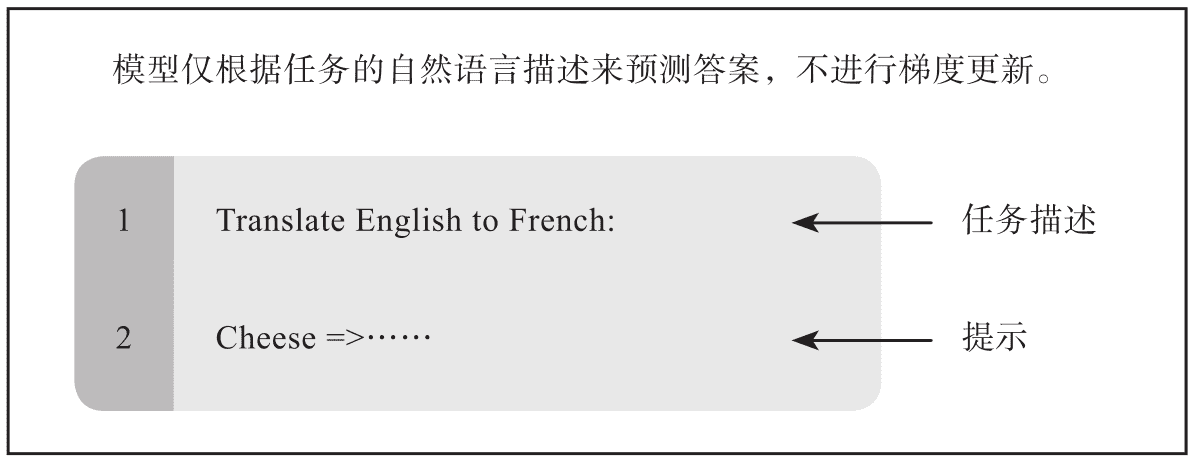 模型仅根据任务的自然语言描述来预测答案，不进行梯度更新。
1 Translate English to French: 任务描述
2 Cheese =>…… 提示